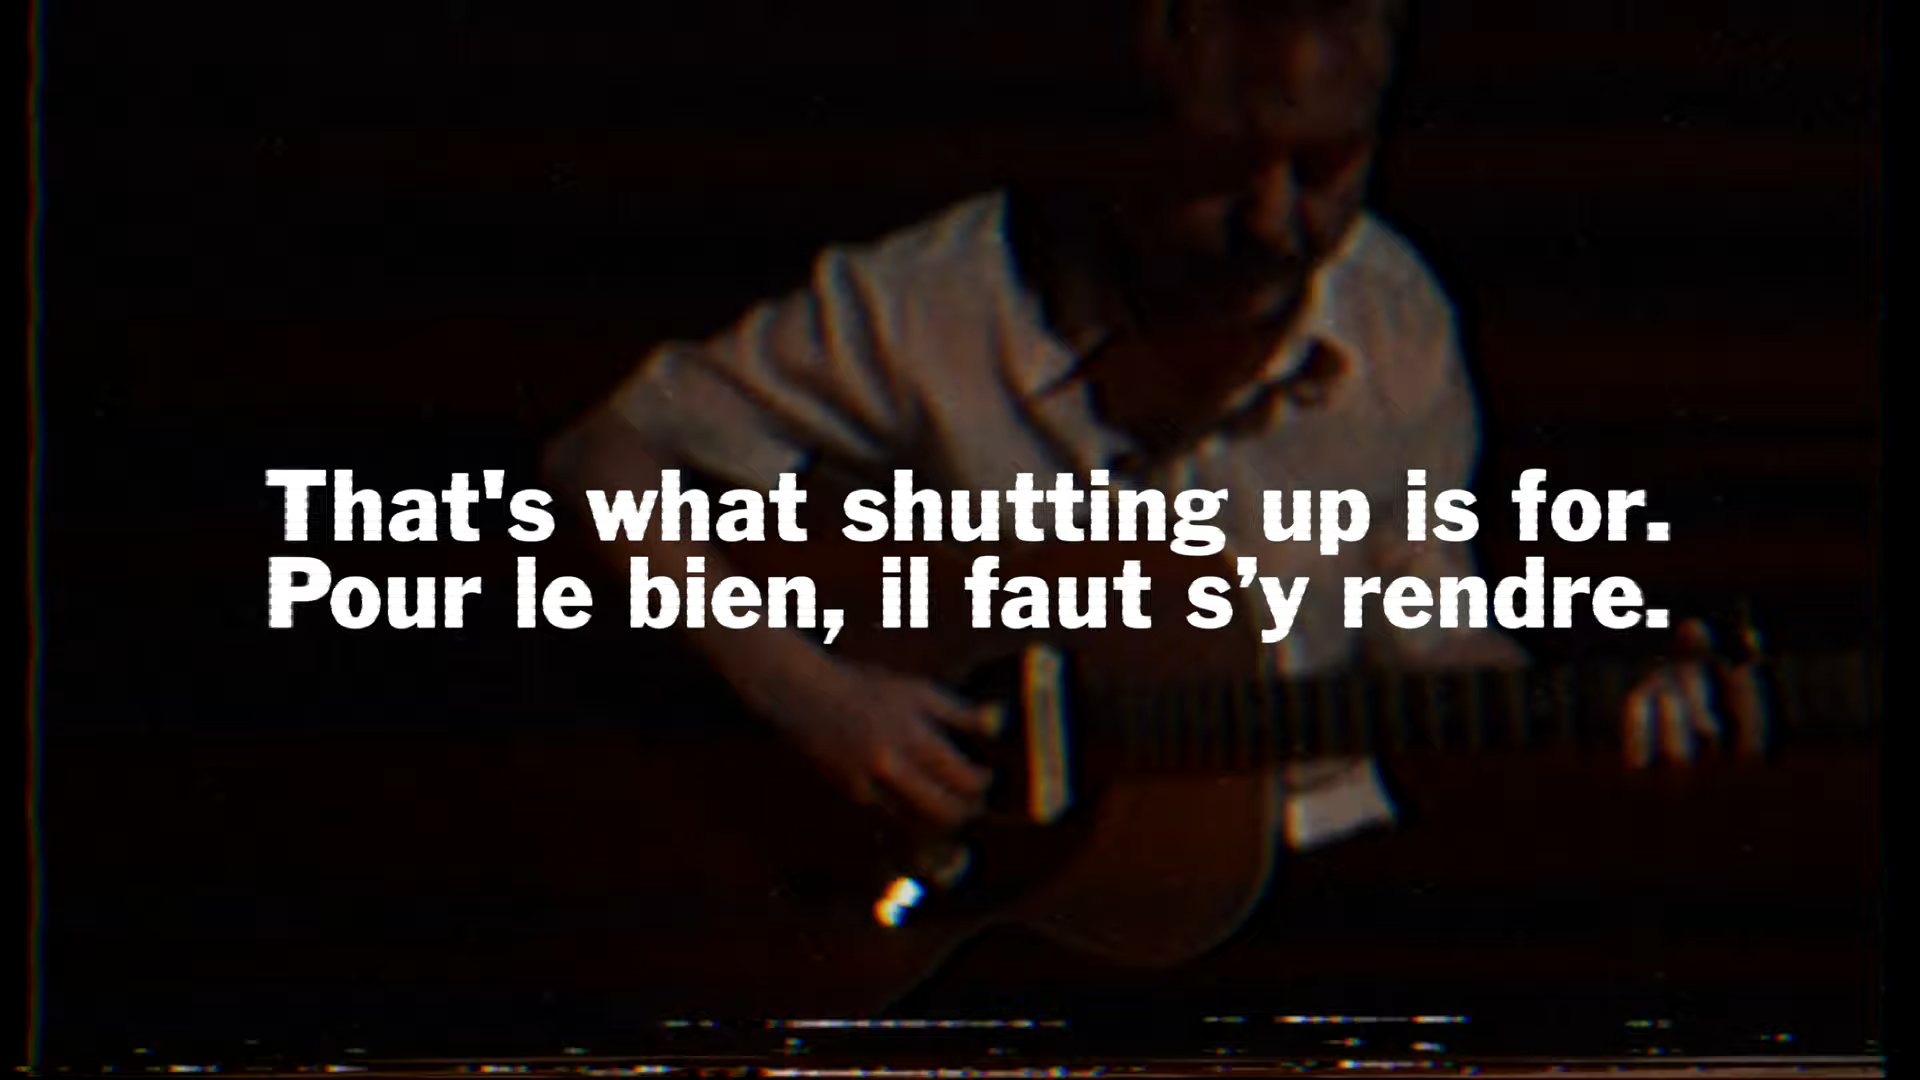 That's what shutting up is for.
Pour le bien, il faut s’y rendre.